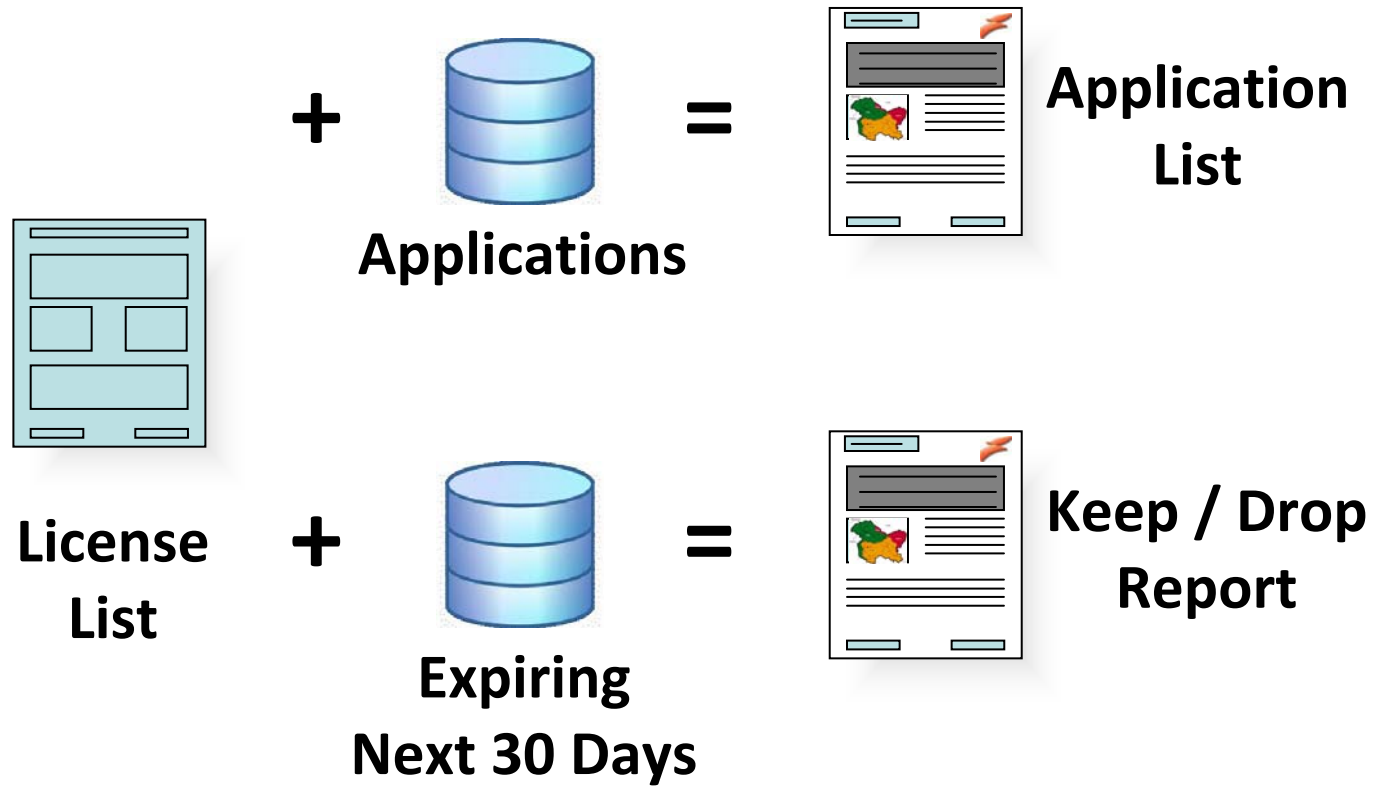 +
=
Application
List
Applications
License
List
+
=
Keep / Drop
Report
Expiring
Next 30 Days